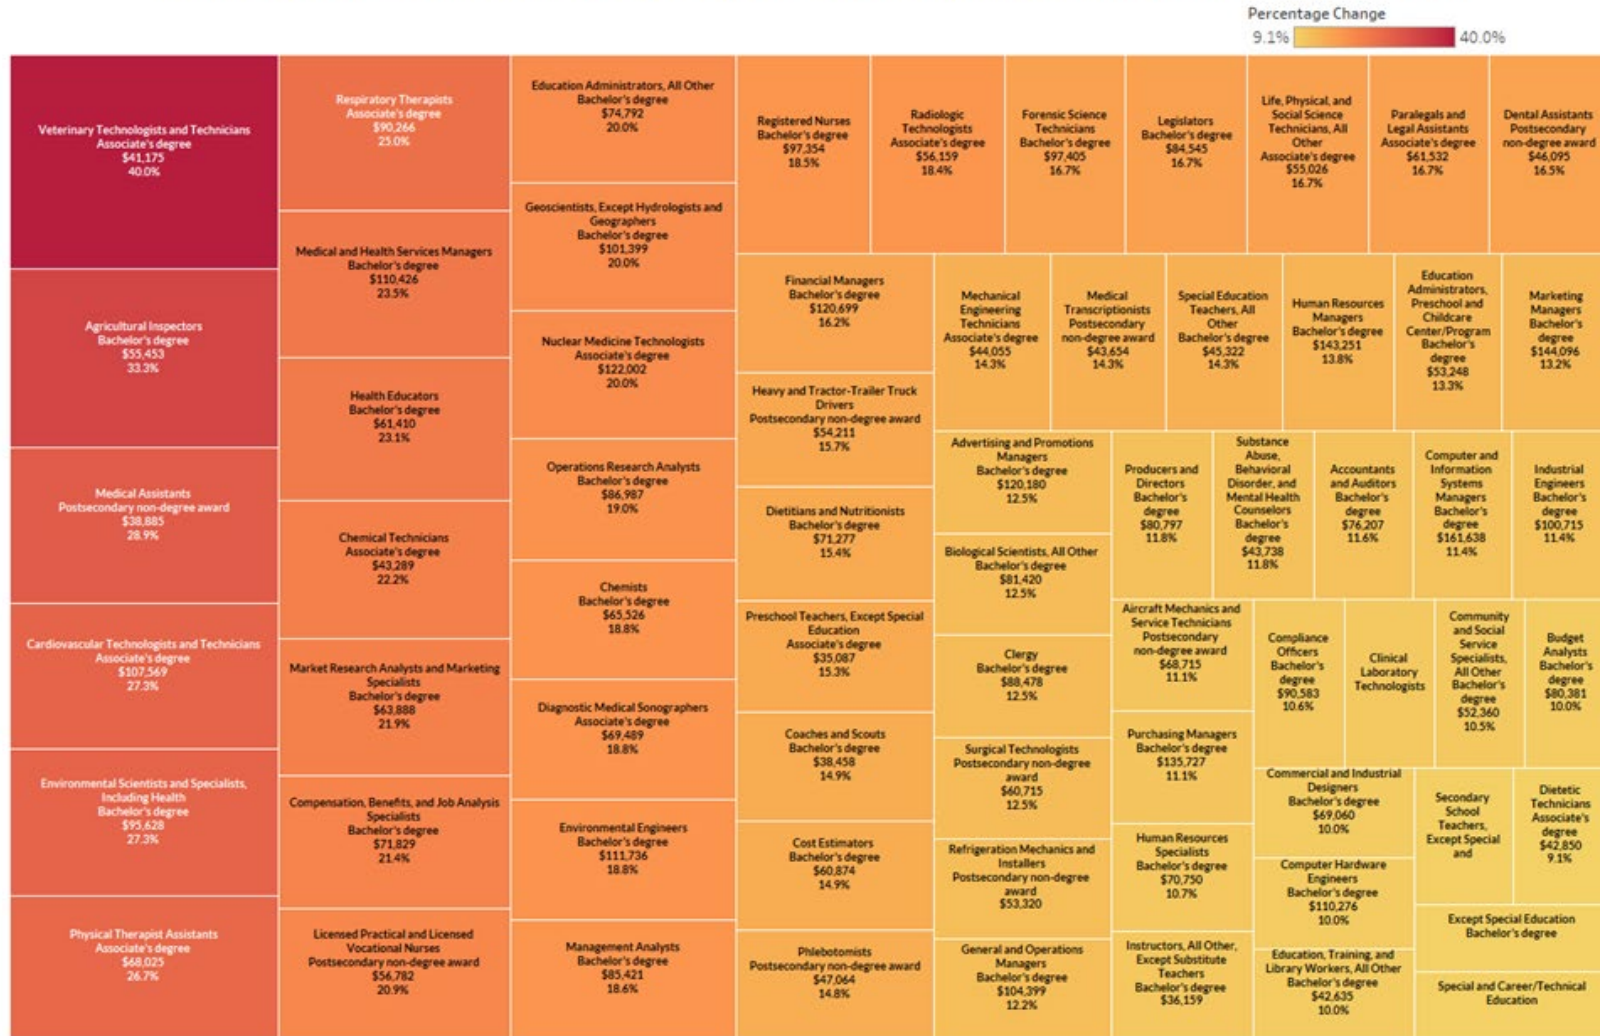 Percentage Change
9.1% 40.0%
Veterinary Technologists and Technicians
Associate's degree
$41,175
40.0%
Agricultural Inspectors
Bachelor's degree
$55,453
33.3%
Medical Assistants
Postsecondary non-degree award
$38,885
28.9%
Cardiovascular Technologists and Technicians
Associate's degree
$107,569
27.3%
Environmental Scientists and Specialists,
Including Health
Bachelor's degree
$95,628
27.3%
Physical Therapist Assistants
Associate's degree
$68,025
26.7%
Respiratory Therapists
Associate's degree
$90,266
25.0%
Medical and Health Services Managers
Bachelor's degree
$110,426
23.5%
Health Educators
Bachelor's degree
$61,410
23.1%
Chemical Technicians
Associate's degree
$43,289
22.2%
Market Research Analysts and Marketing
Specialists
Bachelor's degree
$63,888
21.9%
Compensation, Benefits, and Job Analysis
Specialists
Bachelor's degree
$71,829
21.4%
Licensed Practical and Licensed
Vocational Nurses
Postsecondary non-degree award
$56,782
20.9%
Education Administrators, All Other
Bachelor's degree
$74,792
20.0%
Geoscientists, Except Hydrologists and
Geographers
Bachelor's degree
$101,399
20.0%
Nuclear Medicine Technologists
Associate's degree
$122,002
20.0%
Operations Research Analysts
Bachelor's degree
$86,987
19.0%
Chemists
Bachelor's degree
$65,526
18.8%
Diagnostic Medical Sonographers
Associate's degree
$69,489
18.8%
Environmental Engineers
Bachelor's degree
$111,736
18.8%
Management Analysts
Bachelor's degree
$85,421
18.6%
Registered Nurses
Bachelor's degree
$97,354
18.5%
Radiologic
Technologists
Associate's degree
$56,159
18.4%
Forensic Science
Technicians
Bachelor's degree
$97,405
16.7%
Legislators
Bachelor's degree
$84,545
16.7%
Life, Physical, and
Social Science
Technicians, All
Other
Associate's degree
$55,026
16.7%
Paralegals and
Legal Assistants
Associate's degree
$61,532
16.7%
Dental Assistants
Postsecondary
non-degree award
$46,095
16.5%
Financial Managers
Bachelor's degree
$120,699
16.2%
Heavy and Tractor-Trailer Truck
Drivers
Postsecondary non-degree award
$54,211
15.7%
Dietitians and Nutritionists
Bachelor's degree
$71,277
15.4%
Preschool Teachers, Except Special
Education
Associate's degree
$35,087
15.3%
Coaches and Scouts
Bachelor's degree
$38,458
14.9%
Cost Estimators
Bachelor's degree
$60,874
14.9%
Phlebotomists
Postsecondary non-degree award
$47,064
14.8%
Mechanical
Engineering
Technicians
Associate's degree
$44,055
14.3%
Medical
Transcriptionists
Postsecondary
non-degree award
$43,654
14.3%
Special Education
Teachers, All
Other
Bachelor's degree
$45,322
14.3%
Human Resources
Managers
Bachelor's degree
$143,251
13.8%
Education
Administrators,
Preschool and
Childcare
Center/Program
Bachelor's
degree
$53,248
13.3%
Marketing
Managers
Bachelor's
degree
$144,096
13.2%
Advertising and Promotions
Managers
Bachelor's degree
$120,180
12.5%
Biological Scientists, All Other
Bachelor's degree
$81,420
12.5%
Clergy
Bachelor's degree
$88,478
12.5%
Surgical Technologists
Postsecondary non-degree
award
$60,715
12.5%
Refrigeration Mechanics and
Installers
Postsecondary non-degree
award
$53,320
General and Operations
Managers
Bachelor's degree
$104,399
12.2%
Producers and
Directors
Bachelor's
degree
$80,797
11.8%
Substance
Abuse,
Behavioral
Disorder, and
Mental Health
Counselors
Bachelor's
degree
$43,738
11.8%
Accountants
and Auditors
Bachelor's
degree
$76,207
11.6%
Computer and
Information
Systems
Managers
Bachelor's
degree
$161,638
11.4%
Industrial
Engineers
Bachelor's
degree
$100,715
11.4%
Aircraft Mechanics and
Service Technicians
Postsecondary
non-degree award
$68,715
11.1%
Purchasing Managers
Bachelor's degree
$135,727
11.1%
Human Resources
Specialists
Bachelor's degree
$70,750
10.7%
Instructors, All Other,
Except Substitute
Teachers
Bachelor's degree
$36,159
Compliance
Officers
Bachelor's
degree
$90,583
10.6%
Clinical
Laboratory
Technologists
Community
and Social
Service
Specialists,
All Other
Bachelor's
degree
$52,360
10.5%
Budget
Analysts
Bachelor's
degree
$80,381
10.0%
Commercial and Industrial
Designers
Bachelor's degree
$69,060
10.0%
Computer Hardware
Engineers
Bachelor's degree
$110,276
10.0%
Education, Training, and
Library Workers, All Other
Bachelor's degree
$42,635
10.0%
Secondary
School
Teachers,
Except Special
and
Dietetic
Technicians
Associate's
degree
$42,850
9.1%
Except Special Education
Bachelor's degree
Special and Career/Technical
Education